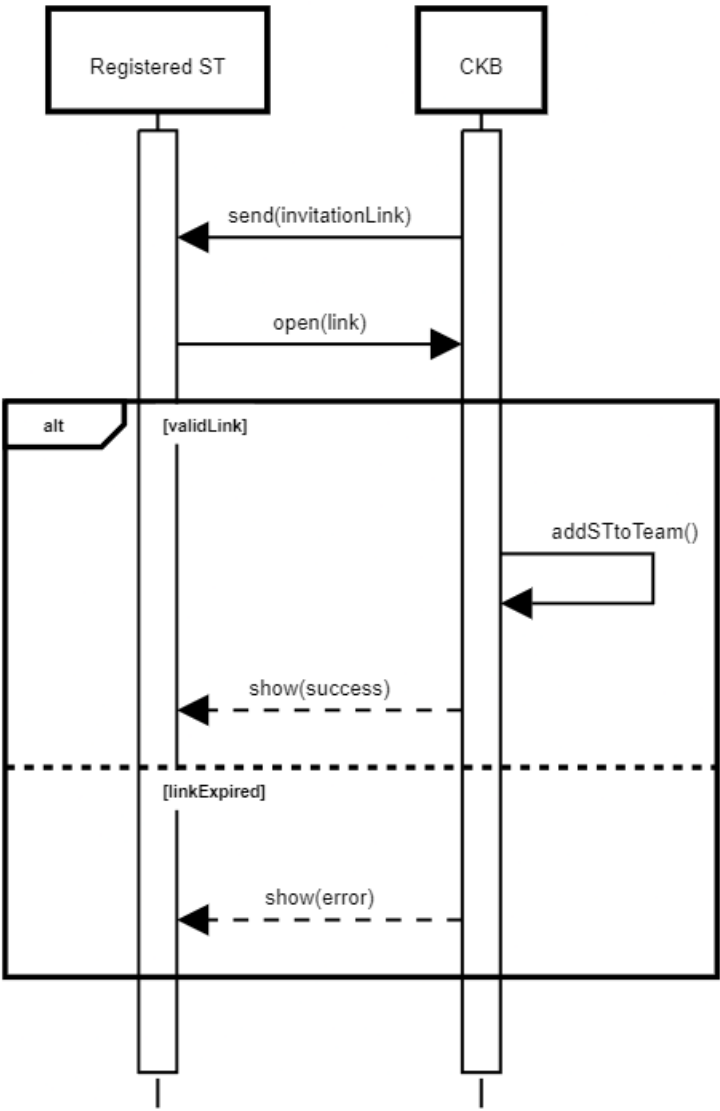 Registered ST
CKB
send(invitationLink)
open(link)
alt
[validLink]
addSTtoTeam()
show(success)
[linkExpired]
show(error)